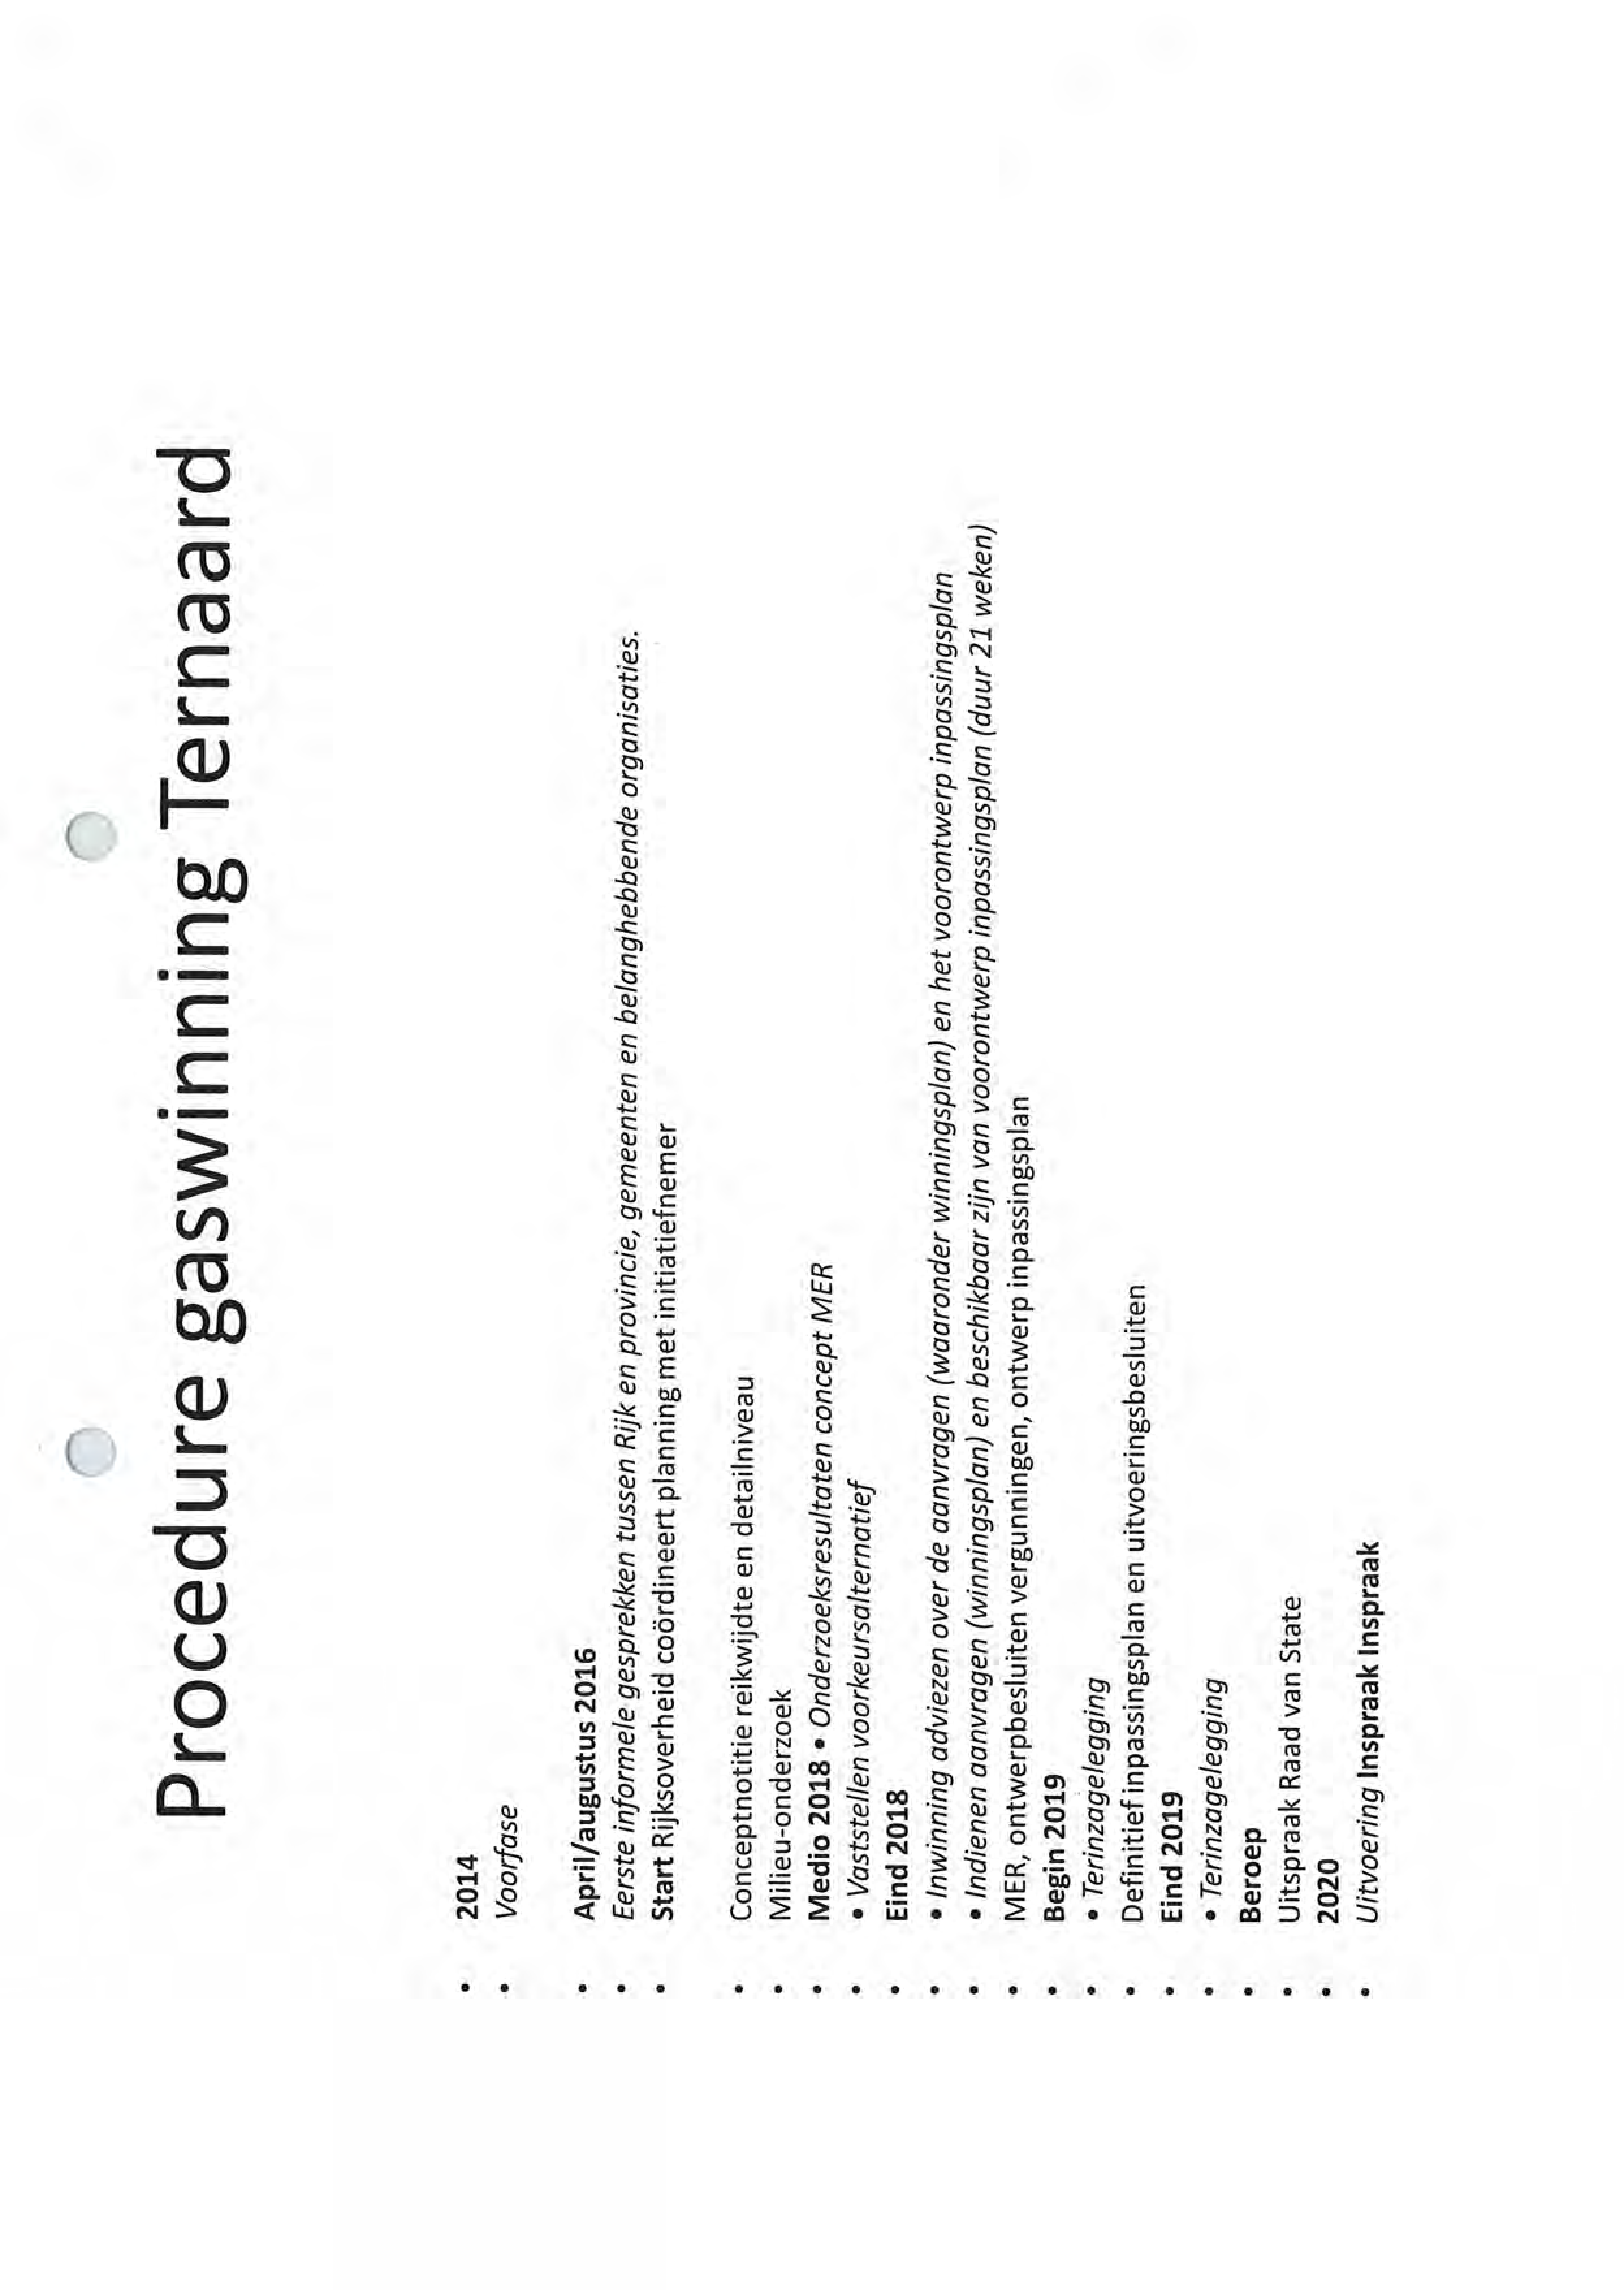 Procedure gaswinning Ternaard
• 2014
• Voorfase
• April/augustus 2016
• Eerste informele gesprekken tussen Rijk en provincie, gemeenten en belanghebbende organisaties.
• Start Rijksoverheid coördineert planning met initiatiefnemer
• Conceptnotitie reikwijdte en detailniveau
• Milieu-onderzoek
• Medio 2018 • Onderzoeksresultaten concept MER
• • Vaststellen voorkeursalternatief
• Eind 2018
• • Inwinning adviezen over de aanvragen (waaronder winningsplan) en het voorontwerp inpassingsplan
• • Indienen aanvragen (winningsplan) en beschikbaar zijn van voorontwerp inpassingsplan (duur 21 weken)
• MER, ontwerpbesluiten vergunningen, ontwerp inpassingsplan
• Begin 2019
• • Terinzagelegging
• Definitief inpassingsplan en uitvoeringsbesluiten
• Eind 2019
• • Terinzagelegging
• Beroep
• Uitspraak Raad van State
• 2020
• Uitvoering Inspraak Inspraak